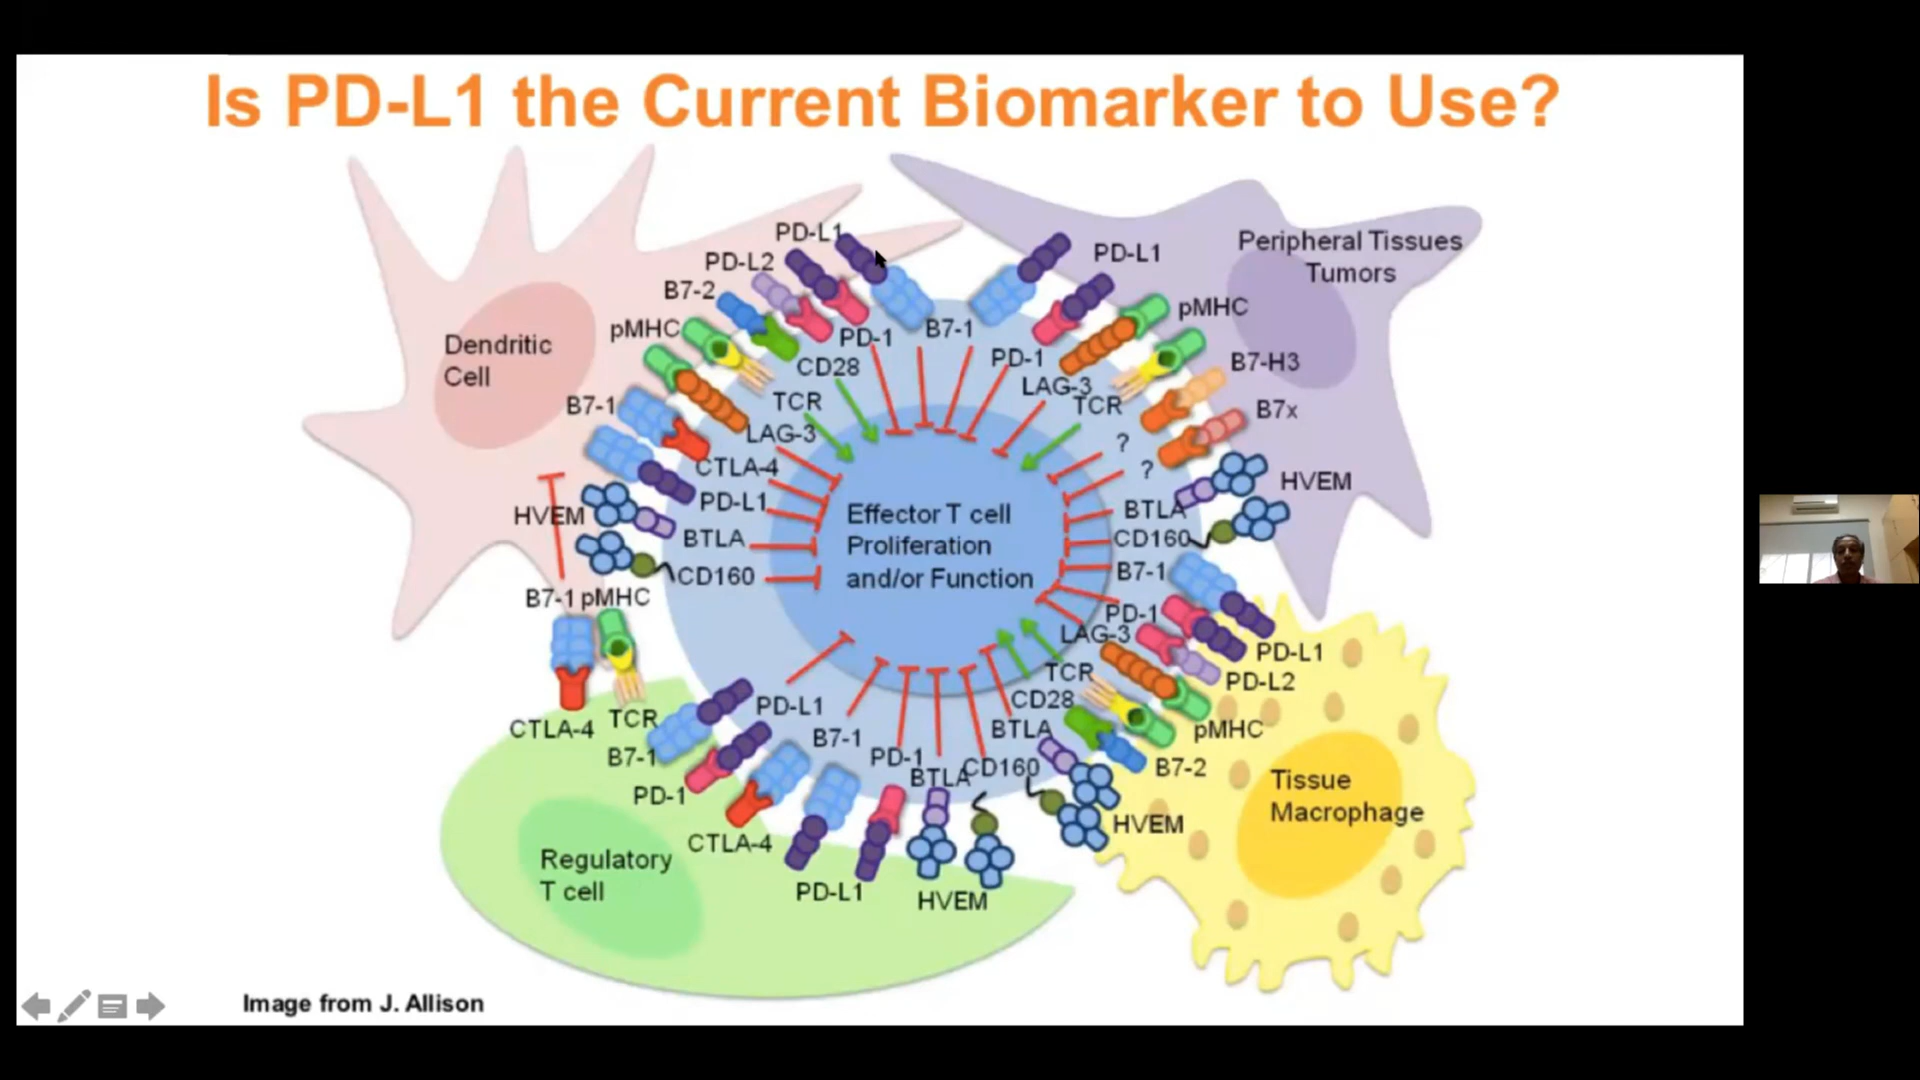 Is PD-L1 the Current Biomarker to Use?
PD-L1
PD-L2
B7-2
pMHC
B7-1
Dendritic
Cell
PD-1
B7-1
CD28
TCR
LAG-3
CTLA-4
PD-L1
HVEM
BTLA
CD160
B7-1
pMHC
PD-L1
Peripheral Tissues
Tumors
pMHC
PD-1
LAG-3
TCR
B7-H3
B7x
?
?
HVEM
BTLA
CD160
B7-1
PD-1
LAG-3
PD-L1
PD-L2
TCR
CD28
pMHC
BTLA
B7-2
CD160
HVEM
Effector T cell
Proliferation
and/or Function
Tissue
Macrophage
CTLA-4
TCR
B7-1
PD-1
CTLA-4
PD-L1
B7-1
PD-1
BTLA
PD-L1
HVEM
Regulatory
T cell
Image from J. Allison